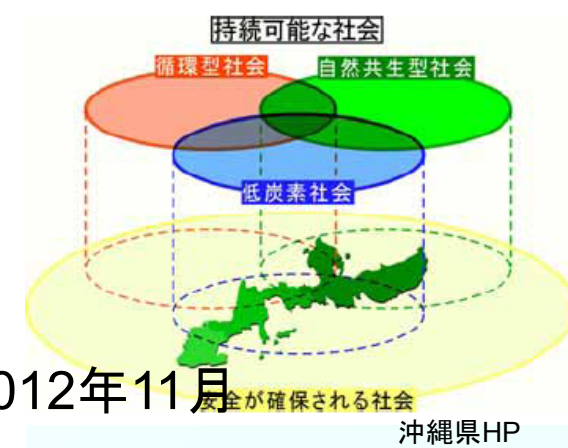 持続可能な社会
循環型社会
自然共生型社会
低炭素社会
012年11月
安全が確保される社会
沖縄県HP